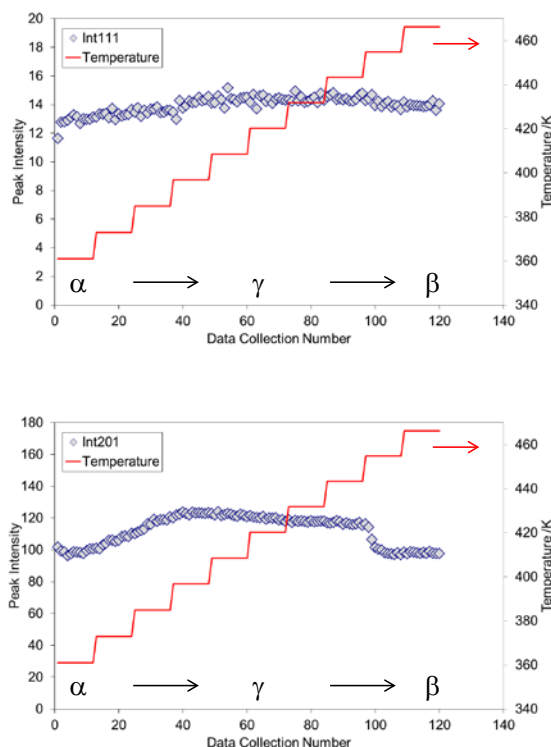 20
18
16
14
12
10
8
6
4
2
0
Peak Intensity
Int111
Temperature
460
440
420
400
380
360
340
Temperature /K
α → γ → β
0 20 40 60 80 100 120 140
Data Collection Number
180
160
140
120
100
80
60
40
20
0
Peak Intensity
Int201
Temperature
460
440
420
400
380
360
340
Temperature /K
α → γ → β
0 20 40 60 80 100 120 140
Data Collection Number